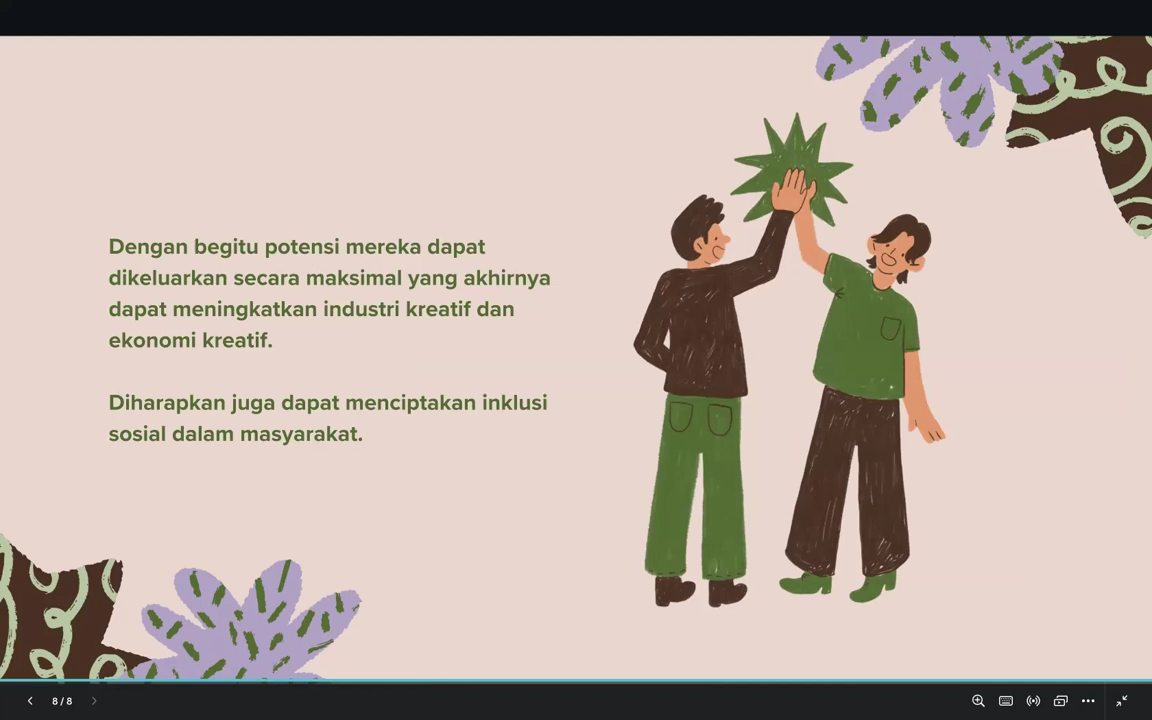 Dengan begitu potensi mereka dapat
dikeluarkan secara maksimal yang akhirnya
dapat meningkatkan industri kreatif dan
ekonomi kreatif.
Diharapkan juga dapat menciptakan inklusi
sosial dalam masyarakat.
8 / 8